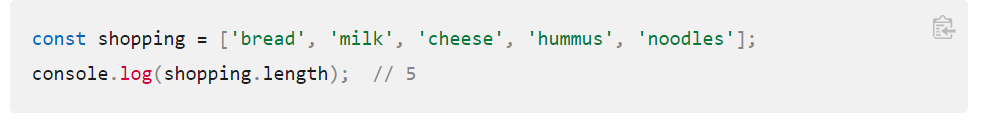 const shopping = ['bread', 'milk', 'cheese', 'hummus', 'noodles'];
console.log(shopping.length);  // 5